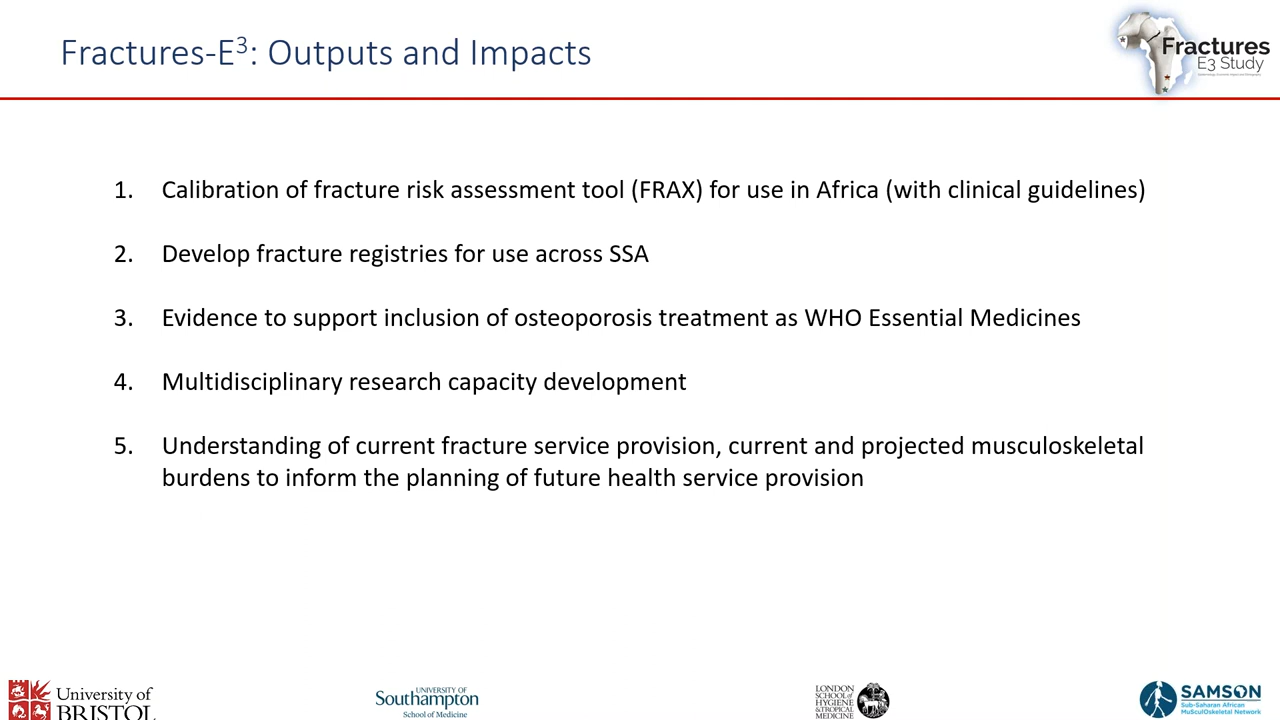 Fractures-E³: Outputs and Impacts
Fractures
E3 Study
1. Calibration of fracture risk assessment tool (FRAX) for use in Africa (with clinical guidelines)
2. Develop fracture registries for use across SSA
3. Evidence to support inclusion of osteoporosis treatment as WHO Essential Medicines
4. Multidisciplinary research capacity development
5. Understanding of current fracture service provision, current and projected musculoskeletal
burdens to inform the planning of future health service provision
University of
BRISTOL
UNIVERSITY OF
Southampton
School of Medicine
LONDON
SCHOOL of
HYGIENE
&TROPICAL
MEDICINE
SAMSON
Sub-Saharan African
MuSculOskeletal Network